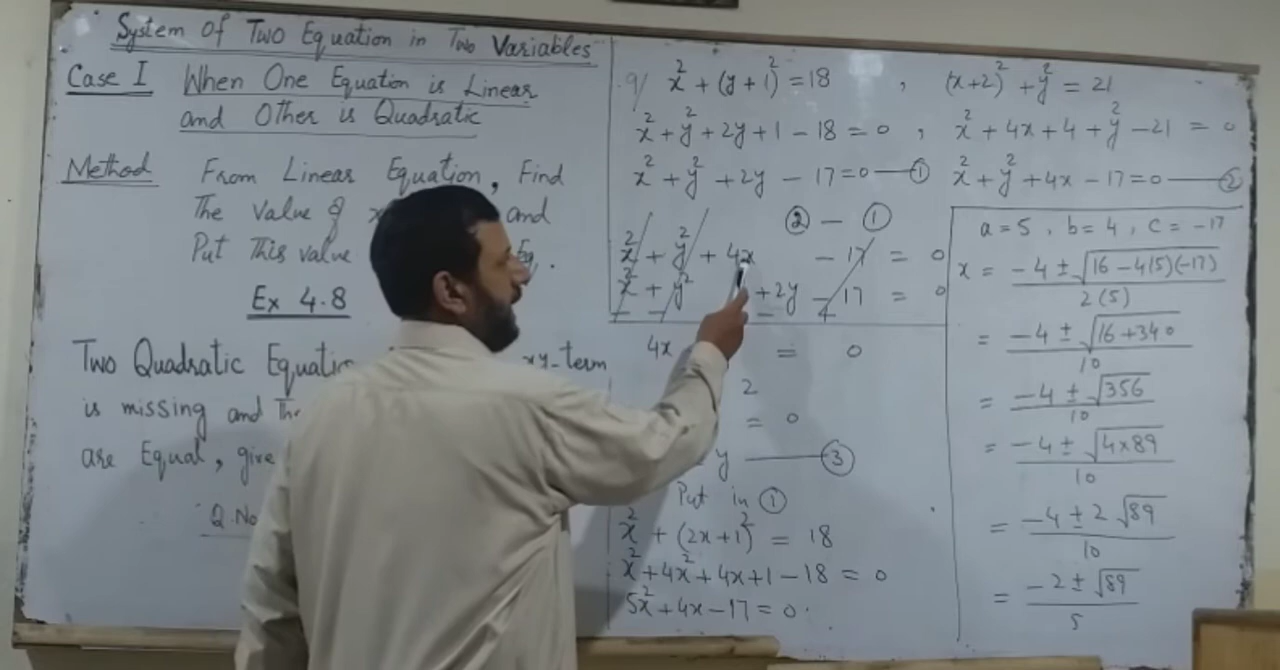 System Of Two Equation in Two Variables
Case I When One Equation is Linear
and Other is Quadratic
Method From Linear Equation, Find
The Value of x and
Put This value Eq.
Ex 4.8
Two Quadratic Equatio xy-term
is missing and Th
are Equal, give
Q.No
9/ x² + (y+1)² = 18 , (x+2)² + y² = 21
x² + y² + 2y + 1 - 18 = 0 , x² + 4x + 4 + y² - 21 = 0
x² + y² + 2y - 17 = 0 — ① x² + y² + 4x - 17 = 0 — ②
② - ①
x² + y² + 4x - 17 = 0
x² + y² + 2y - 17 = 0
- - - +
4x = 0
2
= 0
y — ③
Put in ①
x² + (2x+1)² = 18
x² + 4x² + 4x + 1 - 18 = 0
5x² + 4x - 17 = 0.
a = 5 , b = 4 , c = -17
x = (-4 ± √(16 - 4(5)(-17))) / 2(5)
= (-4 ± √(16 + 340)) / 10
= (-4 ± √356) / 10
= (-4 ± √(4×89)) / 10
= (-4 ± 2√89) / 10
= (-2 ± √89) / 5